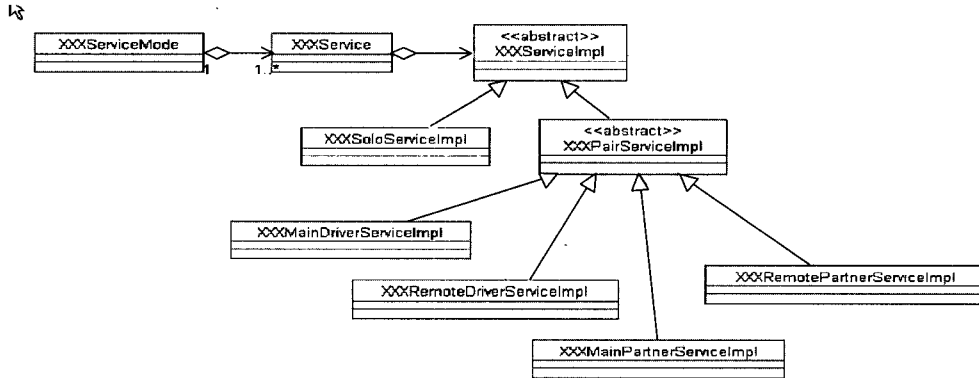 <<abstract>>
XXXServiceMode
XXXService
XXXServiceImpl
1
1..*
XXXSoloServiceImpl
<<abstract>>
XXXPairServiceImpl
XXXMainDriverServiceImpl
XXXRemotePartnerServiceImpl
XXXRemoteDriverServiceImpl
XXXMainPartnerServiceImpl